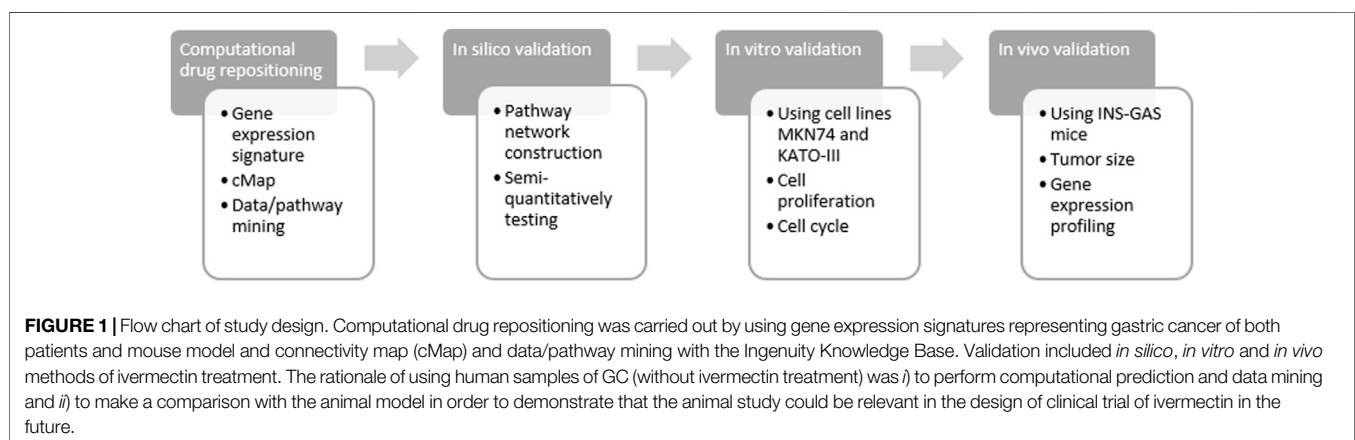 Computational
drug repositioning
• Gene
expression
signature
• cMap
• Data/pathway
mining
In silico validation
• Pathway
network
construction
• Semi-
quantitatively
testing
In vitro validation
• Using cell lines
MKN74 and
KATO-III
• Cell
proliferation
• Cell cycle
In vivo validation
• Using INS-GAS
mice
• Tumor size
• Gene
expression
profiling
FIGURE 1 | Flow chart of study design. Computational drug repositioning was carried out by using gene expression signatures representing gastric cancer of both
patients and mouse model and connectivity map (cMap) and data/pathway mining with the Ingenuity Knowledge Base. Validation included in silico, in vitro and in vivo
methods of ivermectin treatment. The rationale of using human samples of GC (without ivermectin treatment) was i) to perform computational prediction and data mining
and ii) to make a comparison with the animal model in order to demonstrate that the animal study could be relevant in the design of clinical trial of ivermectin in the
future.